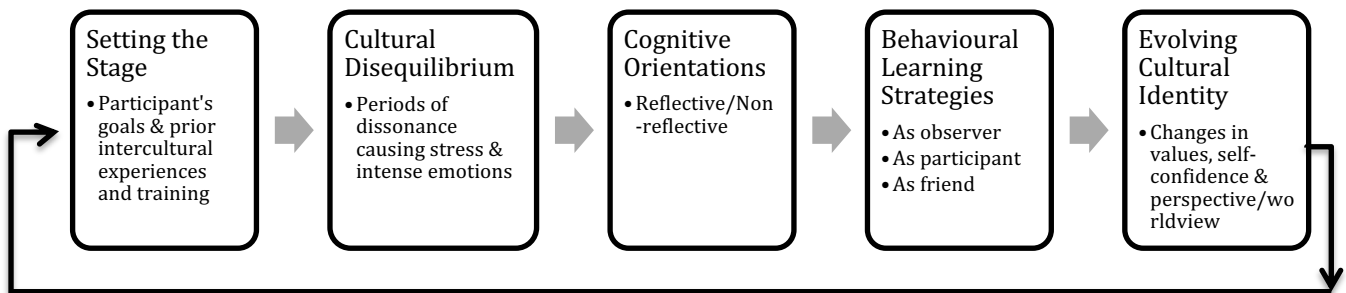 Setting the
Stage
• Participant's
goals & prior
intercultural
experiences
and training
Cultural
Disequilibrium
• Periods of
dissonance
causing stress &
intense emotions
Cognitive
Orientations
• Reflective/Non
-reflective
Behavioural
Learning
Strategies
• As observer
• As participant
• As friend
Evolving
Cultural
Identity
• Changes in
values, self-
confidence &
perspective/wo
rldview